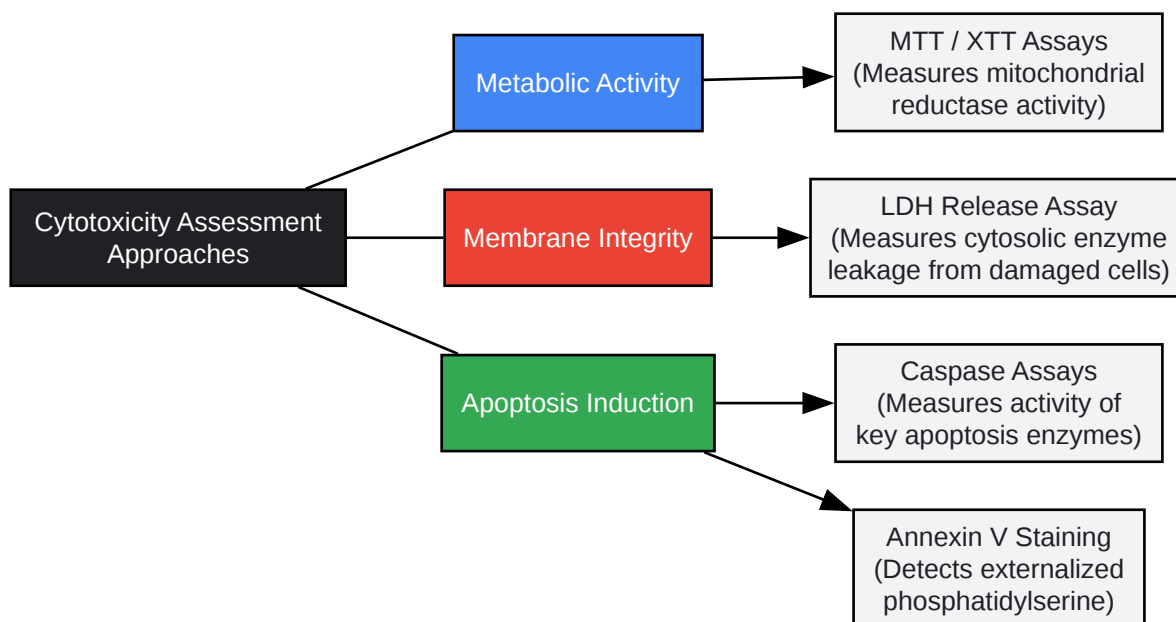 Cytotoxicity Assessment
Approaches
Metabolic Activity
MTT / XTT Assays
(Measures mitochondrial
reductase activity)
Membrane Integrity
LDH Release Assay
(Measures cytosolic enzyme
leakage from damaged cells)
Apoptosis Induction
Caspase Assays
(Measures activity of
key apoptosis enzymes)
Annexin V Staining
(Detects externalized
phosphatidylserine)